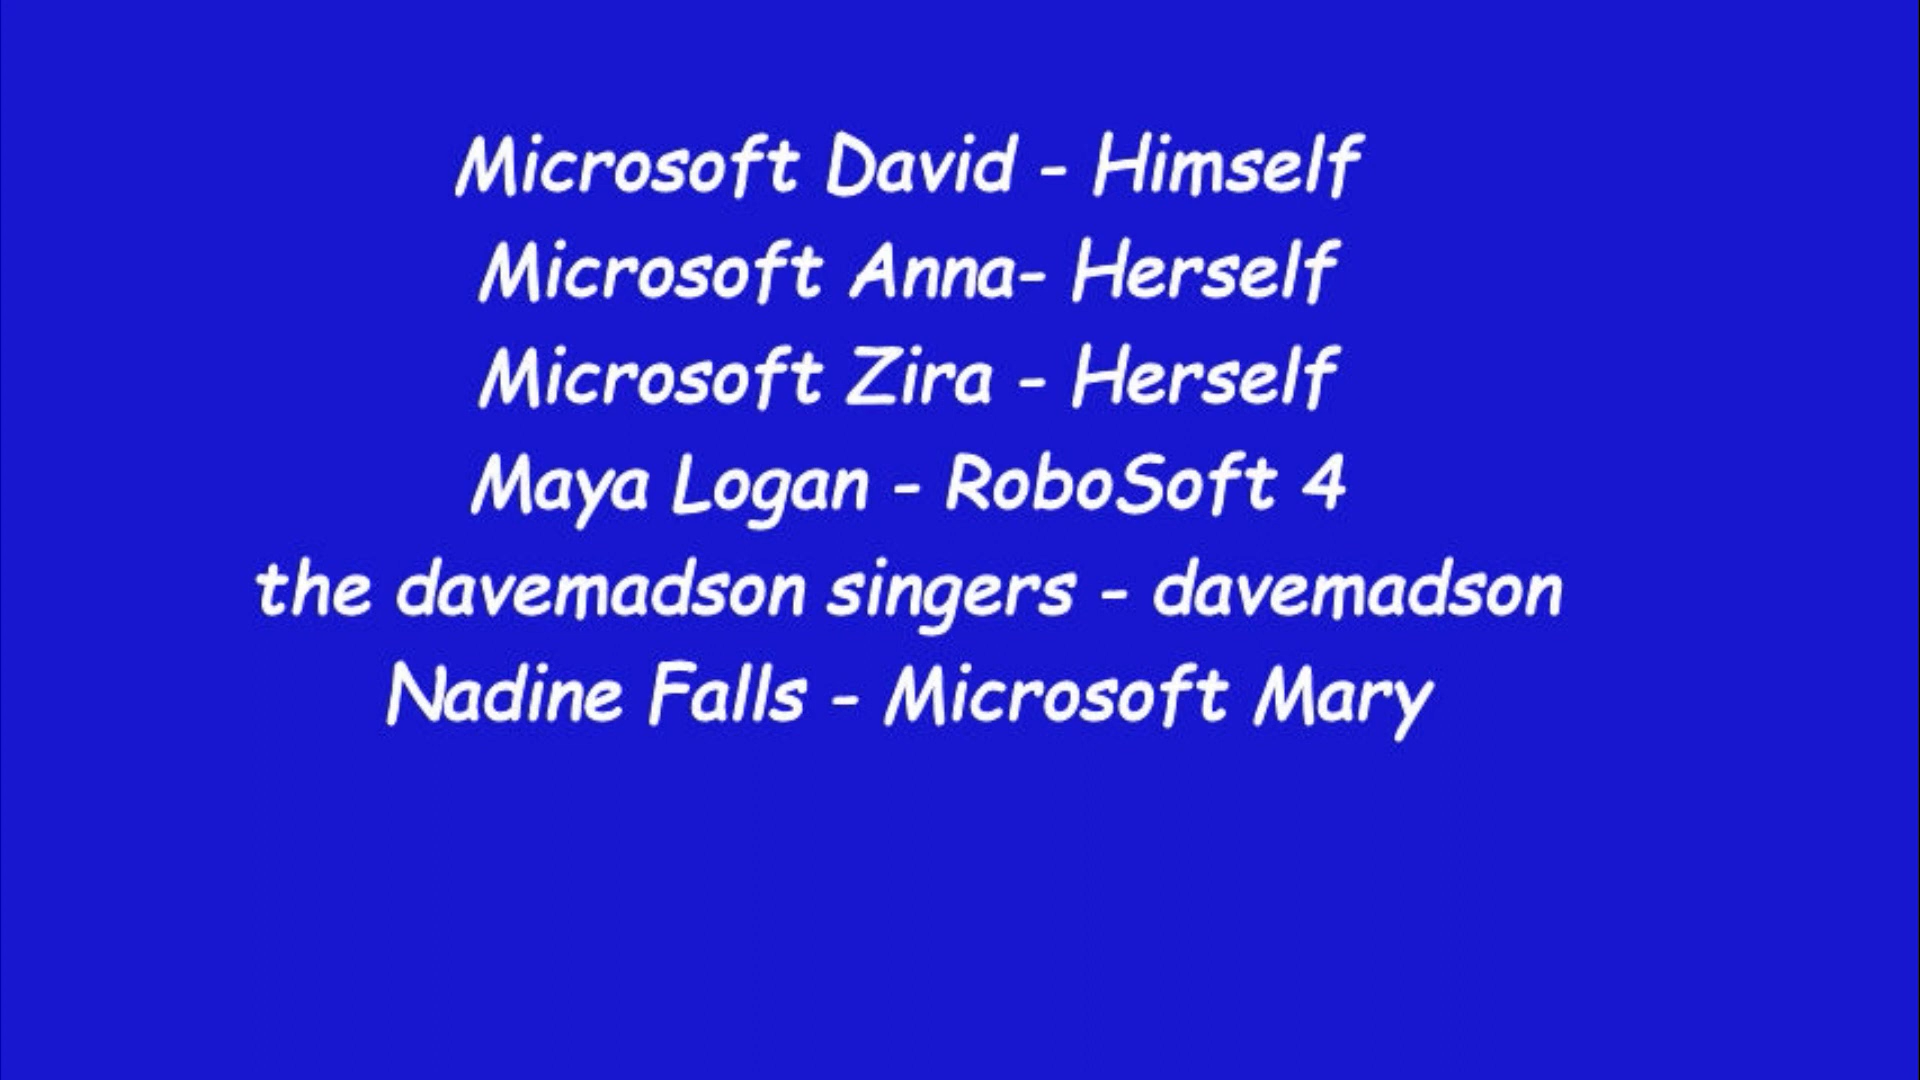 Microsoft David - Himself
Microsoft Anna- Herself
Microsoft Zira - Herself
Maya Logan - RoboSoft 4
the davemadson singers - davemadson
Nadine Falls - Microsoft Mary